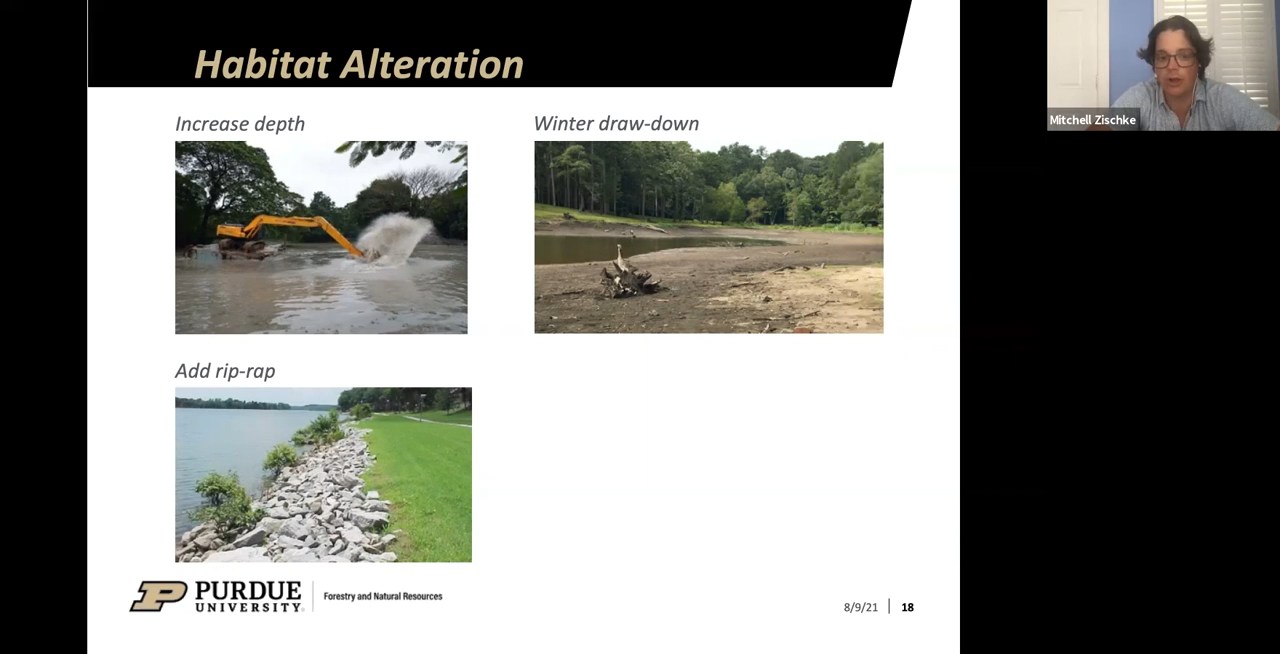 Habitat Alteration
Increase depth
Winter draw-down
Mitchell Zischke
Add rip-rap
P PURDUE
UNIVERSITY
Forestry and Natural Resources
8/9/21 | 18